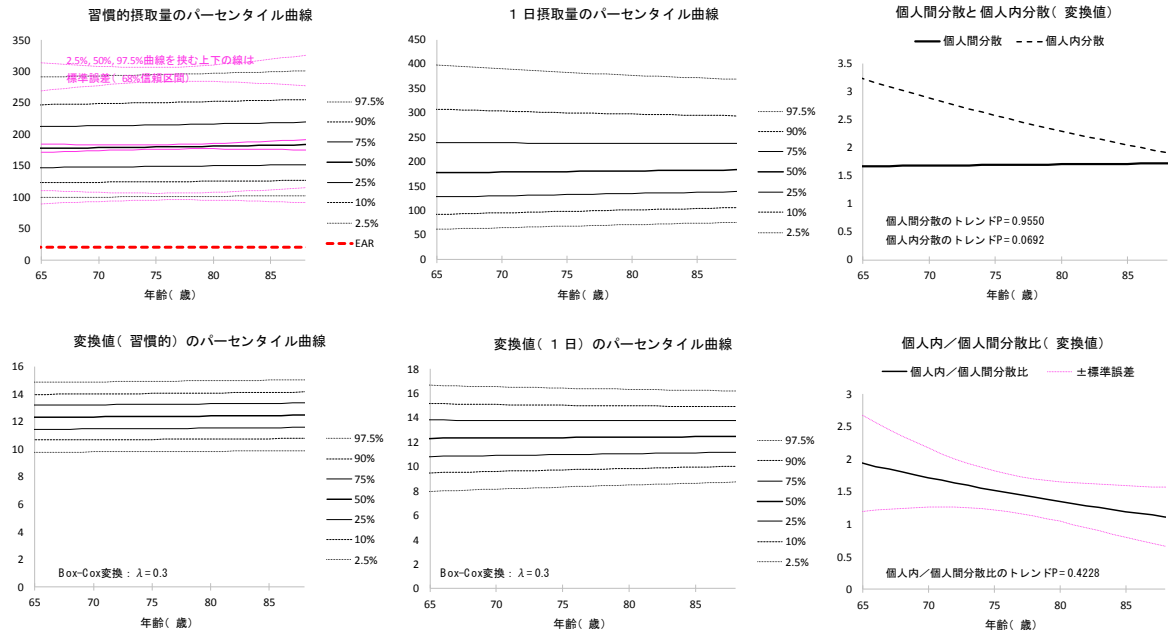 習慣的摂取量のパーセンタイル曲線
350
300
250
200
150
100
50
0
2.5%, 50%, 97.5%曲線を挟む上下の線は
標準誤差( 68%信頼区間)
97.5%
90%
75%
50%
25%
10%
2.5%
EAR
65 70 75 80 85
年齢( 歳)
1 日摂取量のパーセンタイル曲線
450
400
350
300
250
200
150
100
50
0
97.5%
90%
75%
50%
25%
10%
2.5%
65 70 75 80 85
年齢( 歳)
個人間分散と個人内分散( 変換値)
個人間分散 個人内分散
3.5
3
2.5
2
1.5
1
0.5
0
個人間分散のトレンドP=0.9550
個人内分散のトレンドP=0.0692
65 70 75 80 85
年齢( 歳)
変換値( 習慣的) のパーセンタイル曲線
16
14
12
10
8
6
4
2
0
97.5%
90%
75%
50%
25%
10%
2.5%
Box-Cox変換: λ=0.3
65 70 75 80 85
年齢( 歳)
変換値( 1 日) のパーセンタイル曲線
18
16
14
12
10
8
6
4
2
0
97.5%
90%
75%
50%
25%
10%
2.5%
Box-Cox変換: λ=0.3
65 70 75 80 85
年齢( 歳)
個人内／個人間分散比( 変換値)
個人内／個人間分散比 ±標準誤差
3
2.5
2
1.5
1
0.5
0
個人内／個人間分散比のトレンドP=0.4228
65 70 75 80 85
年齢( 歳)